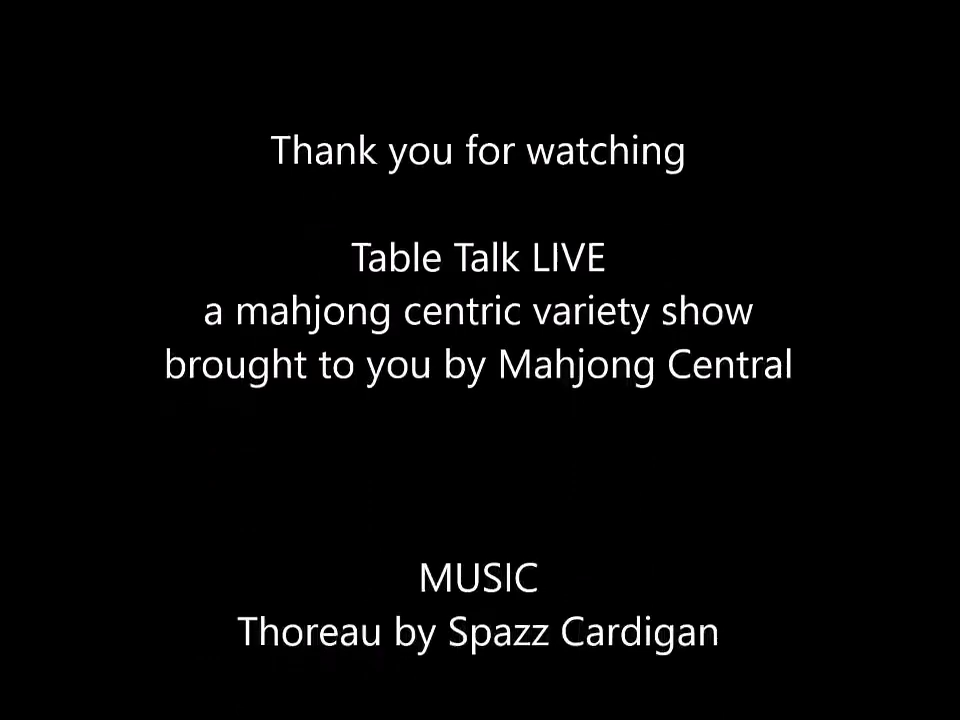 Thank you for watching
Table Talk LIVE
a mahjong centric variety show
brought to you by Mahjong Central
MUSIC
Thoreau by Spazz Cardigan